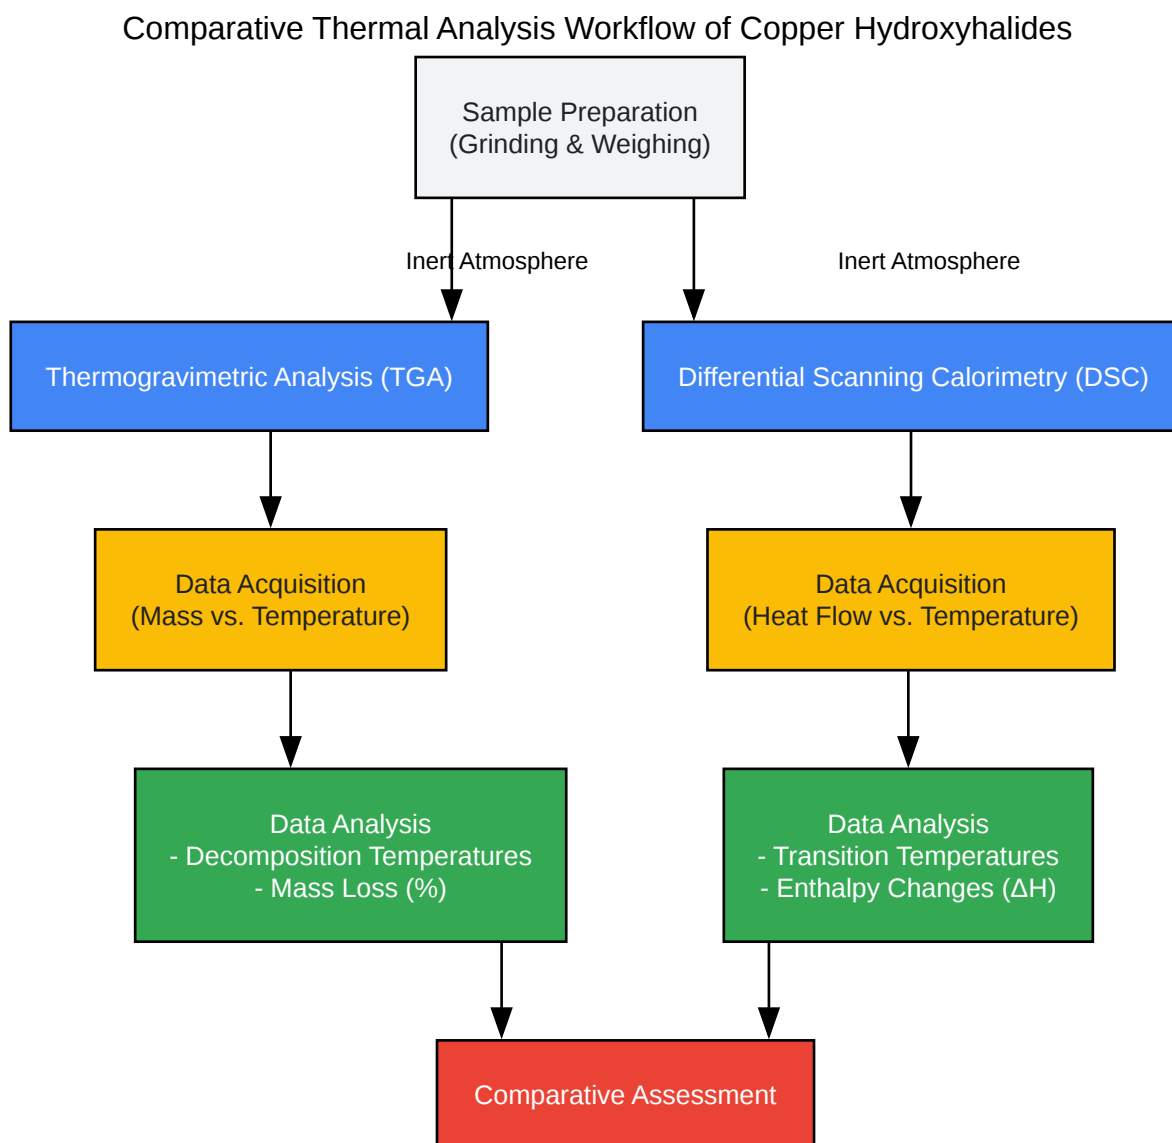 Comparative Thermal Analysis Workflow of Copper Hydroxyhalides
Sample Preparation
(Grinding & Weighing)
Inert Atmosphere
Inert Atmosphere
Thermogravimetric Analysis (TGA)
Differential Scanning Calorimetry (DSC)
Data Acquisition
(Mass vs. Temperature)
Data Acquisition
(Heat Flow vs. Temperature)
Data Analysis
- Decomposition Temperatures
- Mass Loss (%)
Data Analysis
- Transition Temperatures
- Enthalpy Changes (ΔH)
Comparative Assessment